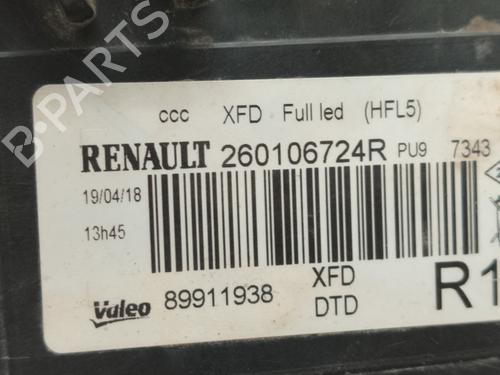 B-PARTS
ccc XFD Full led (HFL5)
RENAULT 260106724R PU9 7343
19/04/18
13h45
XFD
Valeo 89911938
DTD
R1